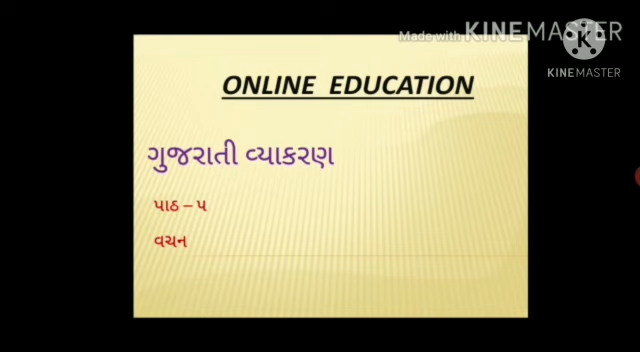 Made with KINEMASTER
KINEMASTER
ONLINE EDUCATION
ગુજરાતી વ્યાકરણ
પાઠ – ૫
વચન